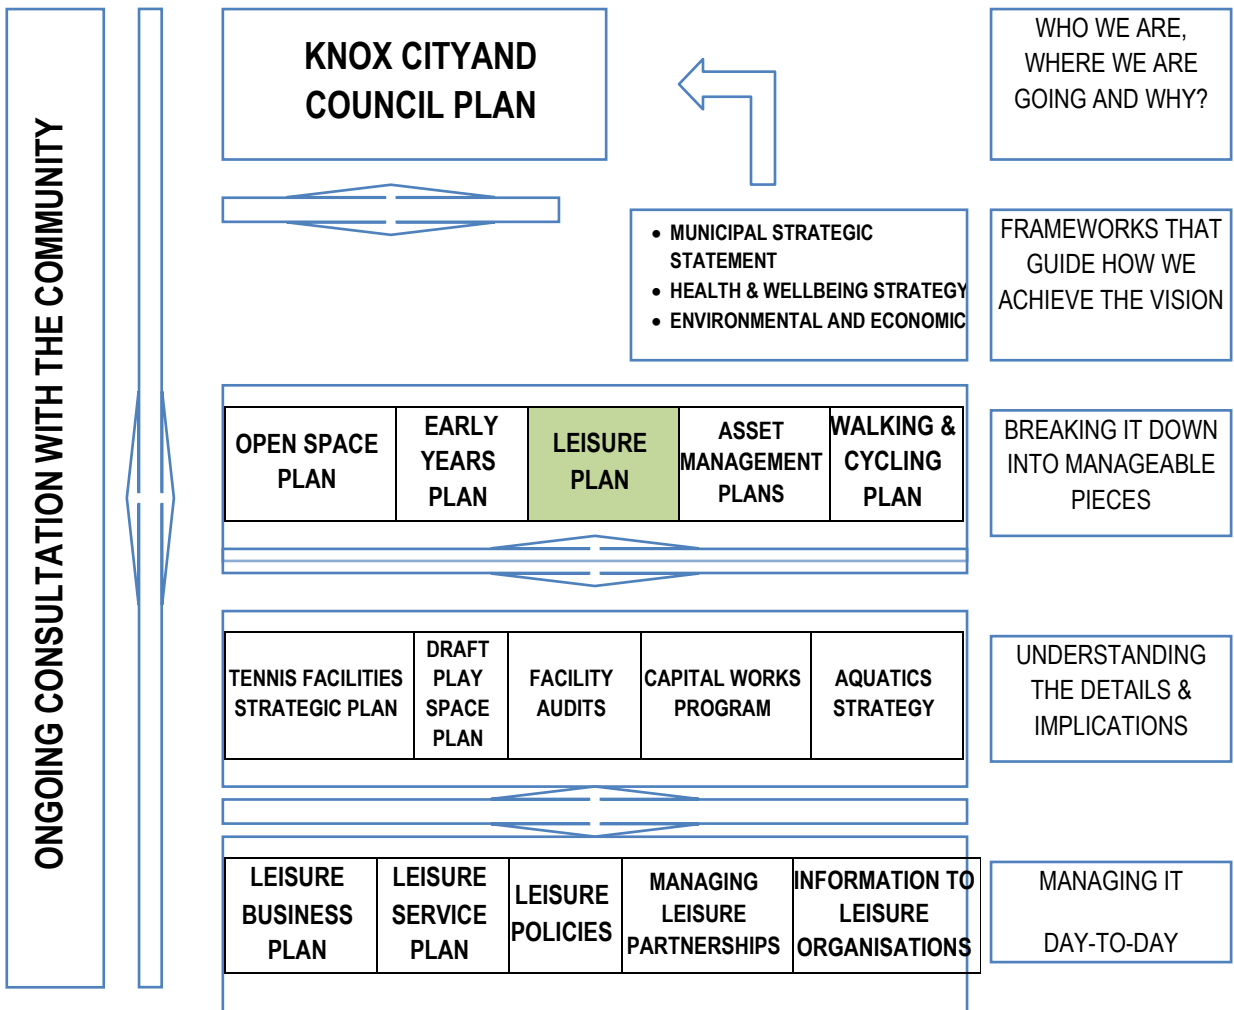 ONGOING CONSULTATION WITH THE COMMUNITY
KNOX CITYAND
COUNCIL PLAN
WHO WE ARE,
WHERE WE ARE
GOING AND WHY?
• MUNICIPAL STRATEGIC
STATEMENT
• HEALTH & WELLBEING STRATEGY
• ENVIRONMENTAL AND ECONOMIC
FRAMEWORKS THAT
GUIDE HOW WE
ACHIEVE THE VISION
OPEN SPACE
PLAN
EARLY
YEARS
PLAN
LEISURE
PLAN
ASSET
MANAGEMENT
PLANS
WALKING &
CYCLING
PLAN
BREAKING IT DOWN
INTO MANAGEABLE
PIECES
TENNIS FACILITIES
STRATEGIC PLAN
DRAFT
PLAY
SPACE
PLAN
FACILITY
AUDITS
CAPITAL WORKS
PROGRAM
AQUATICS
STRATEGY
UNDERSTANDING
THE DETAILS &
IMPLICATIONS
LEISURE
BUSINESS
PLAN
LEISURE
SERVICE
PLAN
LEISURE
POLICIES
MANAGING
LEISURE
PARTNERSHIPS
INFORMATION TO
LEISURE
ORGANISATIONS
MANAGING IT
DAY-TO-DAY